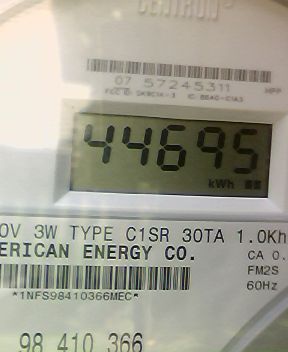 CENTRON®
07 57245311
44695
kWh
0V 3W TYPE C1SR 30TA 1.0Kh
ERICAN ENERGY CO.
CA 0.
FM2S
60Hz
*1NFS98410366MEC*
98 410 366